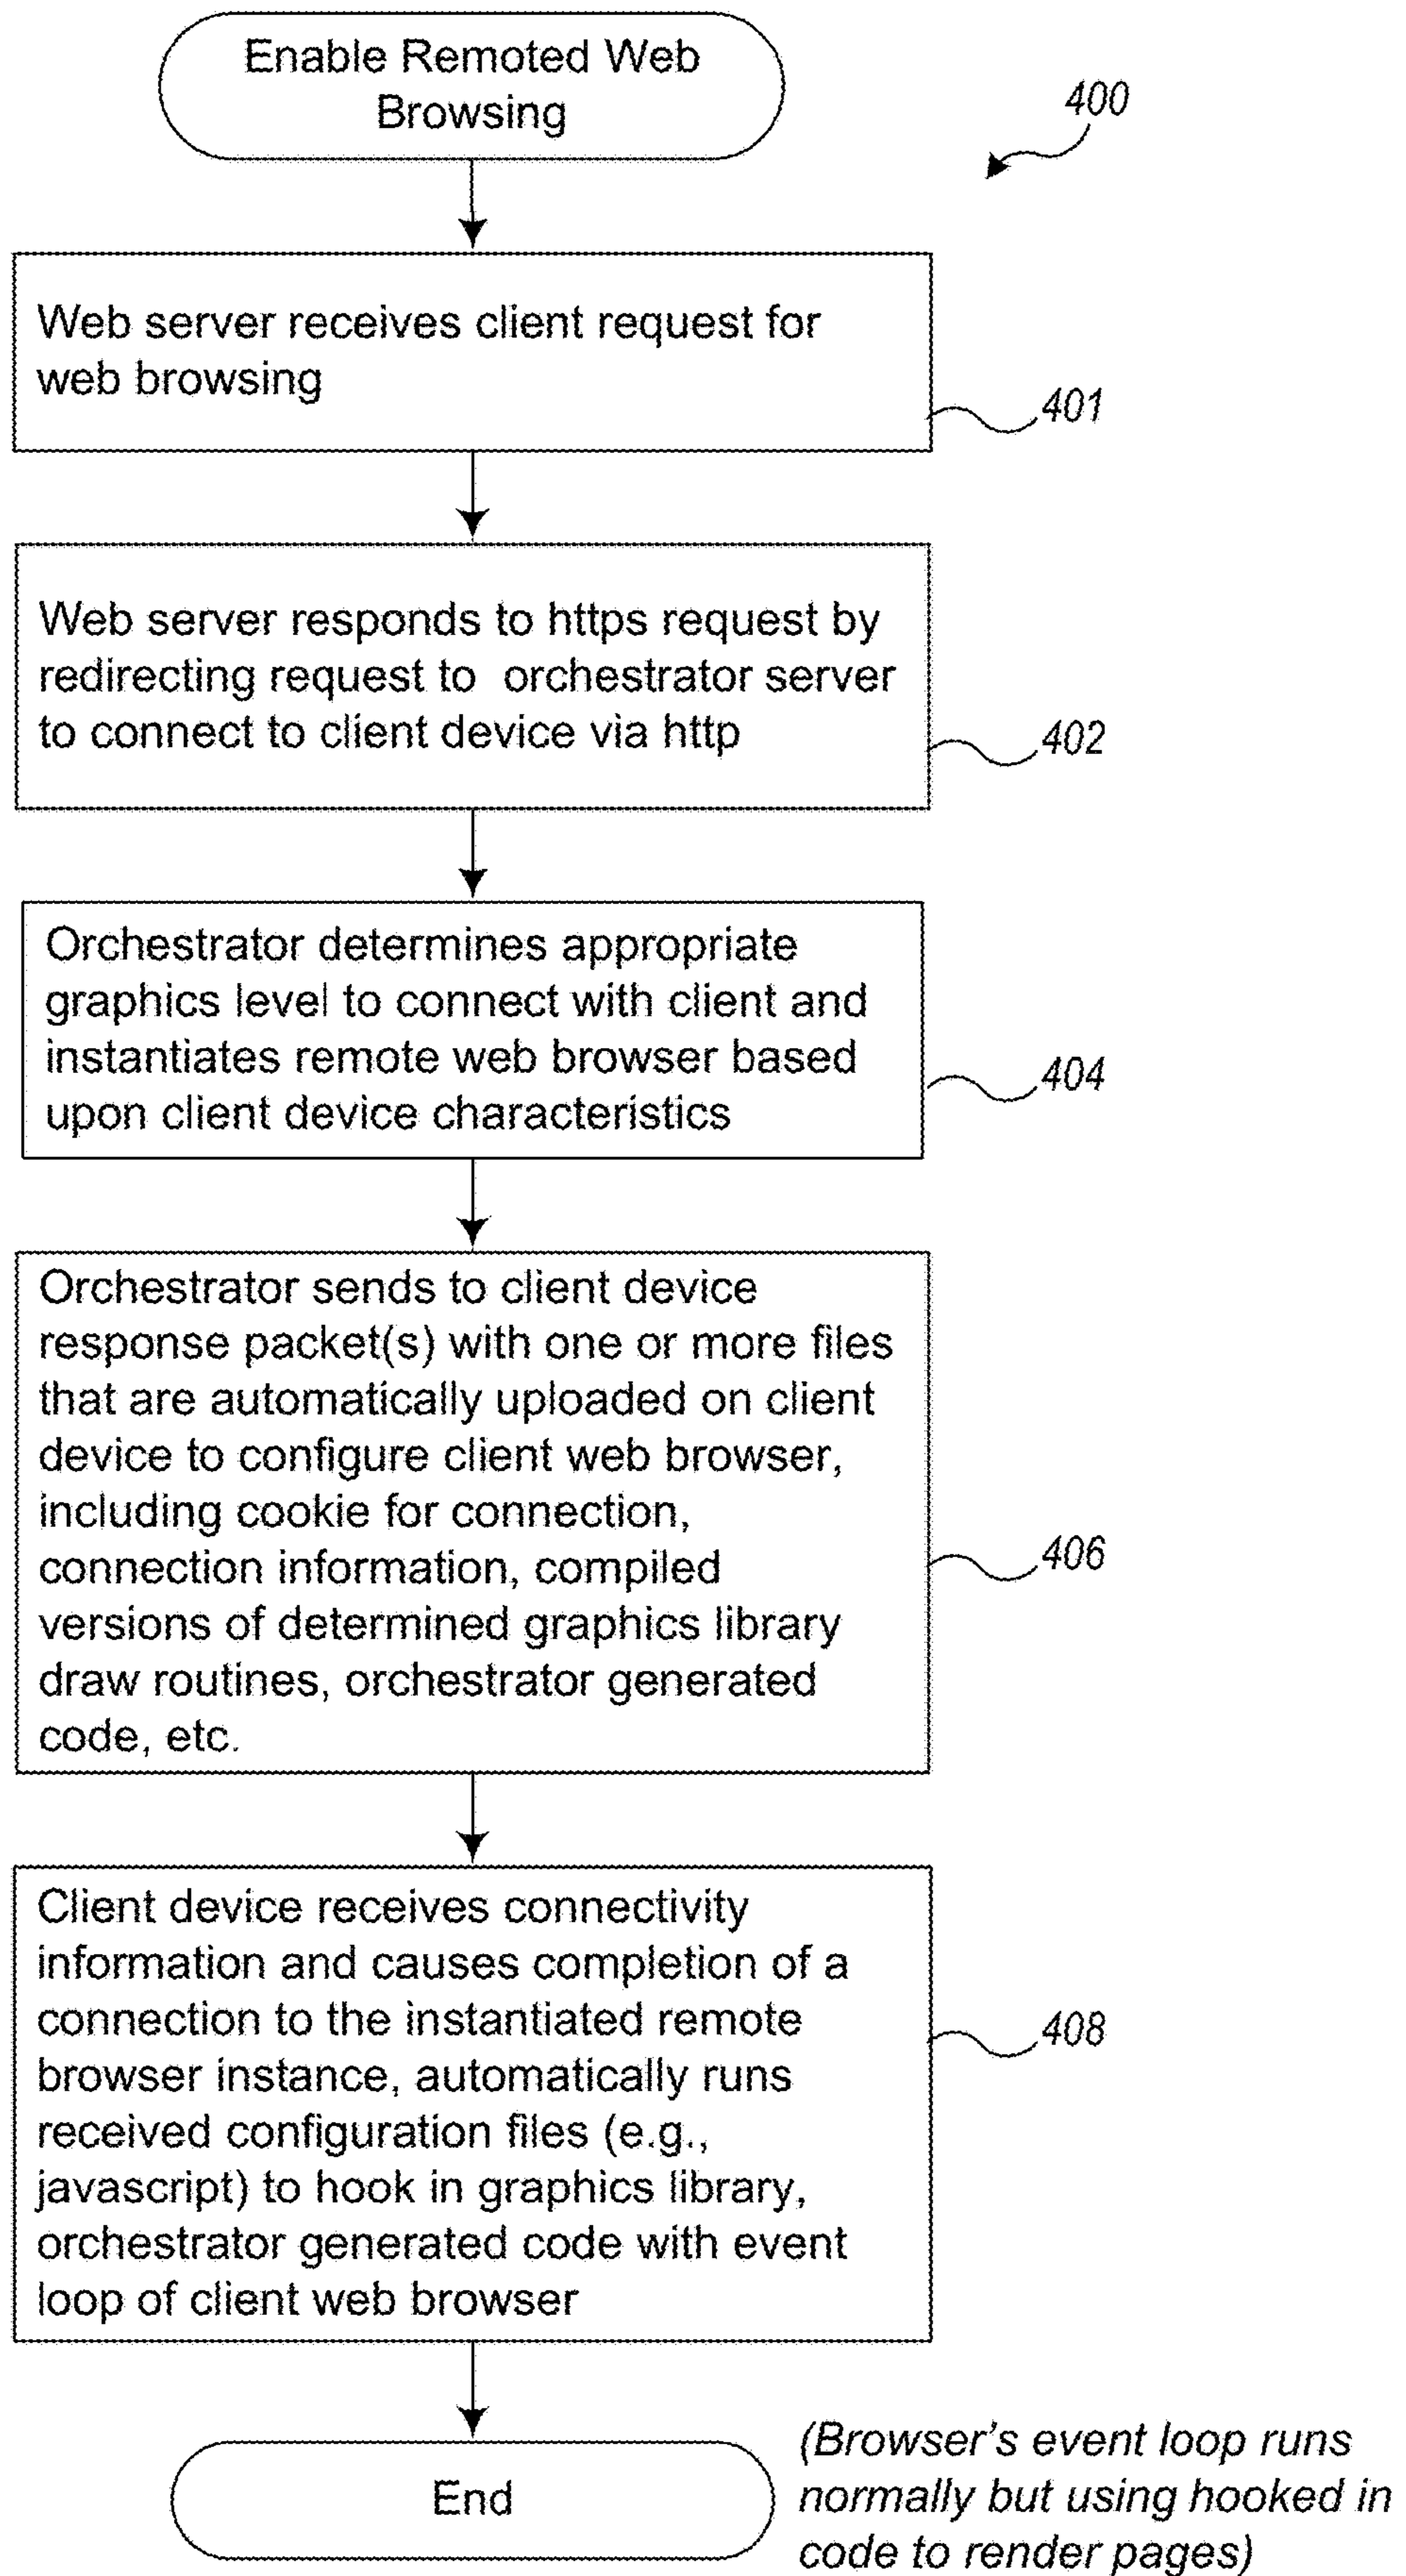 Enable Remoted Web
Browsing
400
Web server receives client request for
web browsing
401
Web server responds to https request by
redirecting request to orchestrator server
to connect to client device via http
402
Orchestrator determines appropriate
graphics level to connect with client and
instantiates remote web browser based
upon client device characteristics
404
Orchestrator sends to client device
response packet(s) with one or more files
that are automatically uploaded on client
device to configure client web browser,
including cookie for connection,
connection information, compiled
versions of determined graphics library
draw routines, orchestrator generated
code, etc.
406
Client device receives connectivity
information and causes completion of a
connection to the instantiated remote
browser instance, automatically runs
received configuration files (e.g.,
javascript) to hook in graphics library,
orchestrator generated code with event
loop of client web browser
408
End
(Browser's event loop runs
normally but using hooked in
code to render pages)